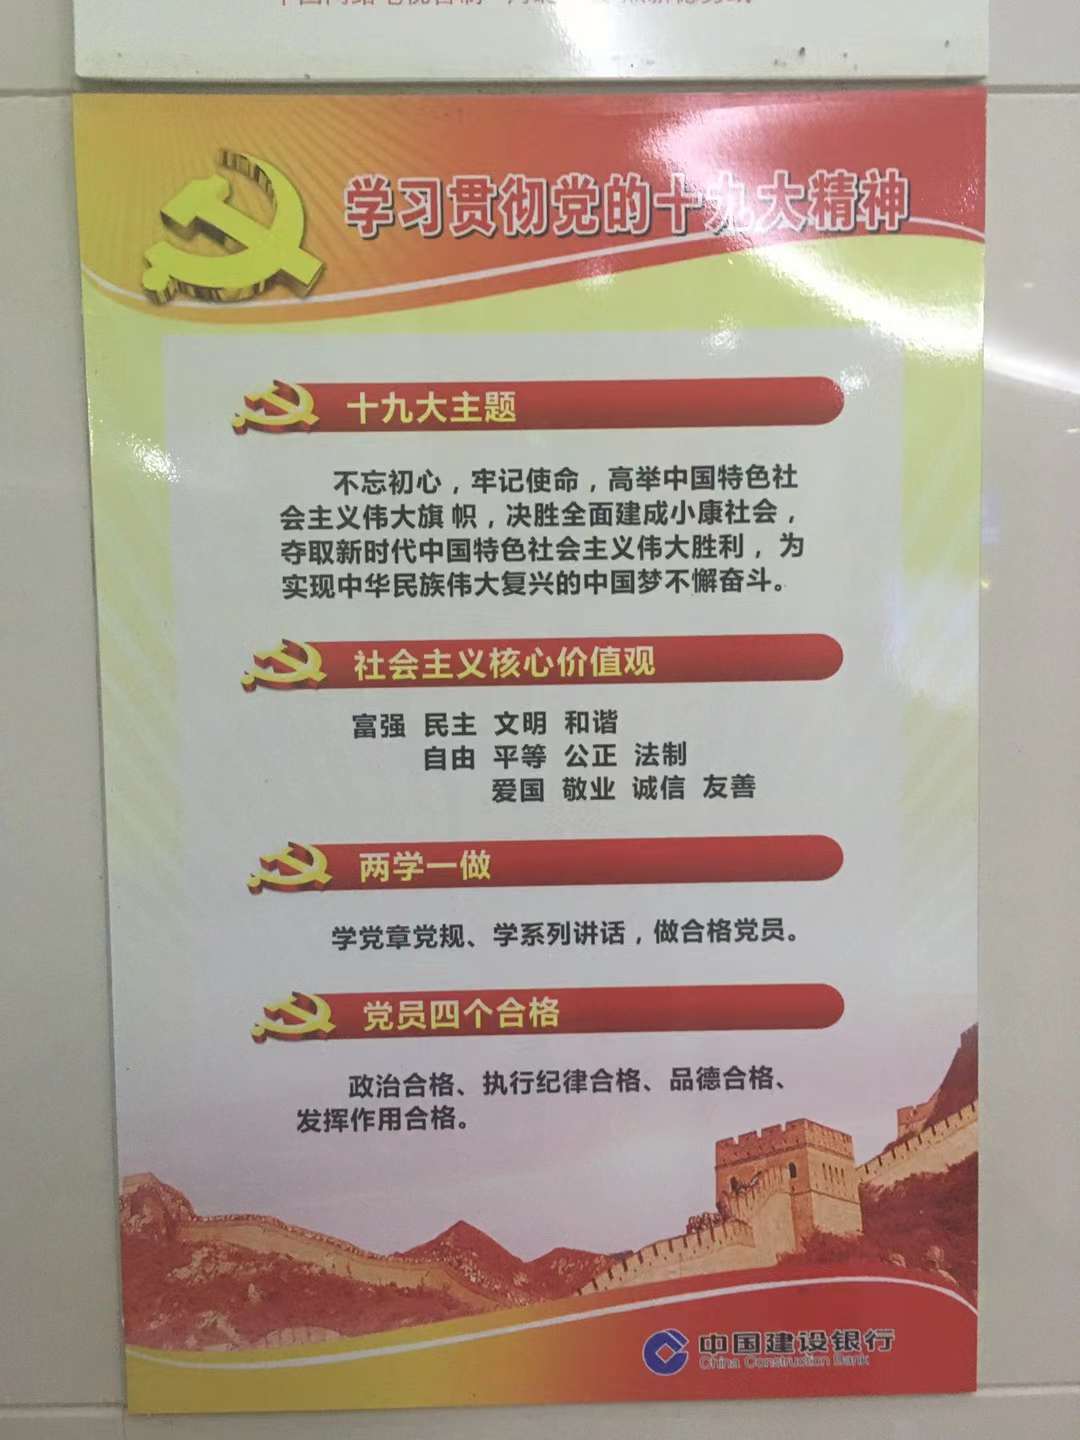 学习贯彻党的十九大精神
十九大主题
不忘初心，牢记使命，高举中国特色社
会主义伟大旗 帜，决胜全面建成小康社会，
夺取新时代中国特色社会主义伟大胜利， 为
实现中华民族伟大复兴的中国梦不懈奋斗。
社会主义核心价值观
富强 民主 文明 和谐
自由 平等 公正 法制
爱国 敬业 诚信 友善
两学一做
学党章党规、学系列讲话，做合格党员。
党员四个合格
政治合格、执行纪律合格、品德合格、
发挥作用合格。
中国建设银行
China Construction Bank